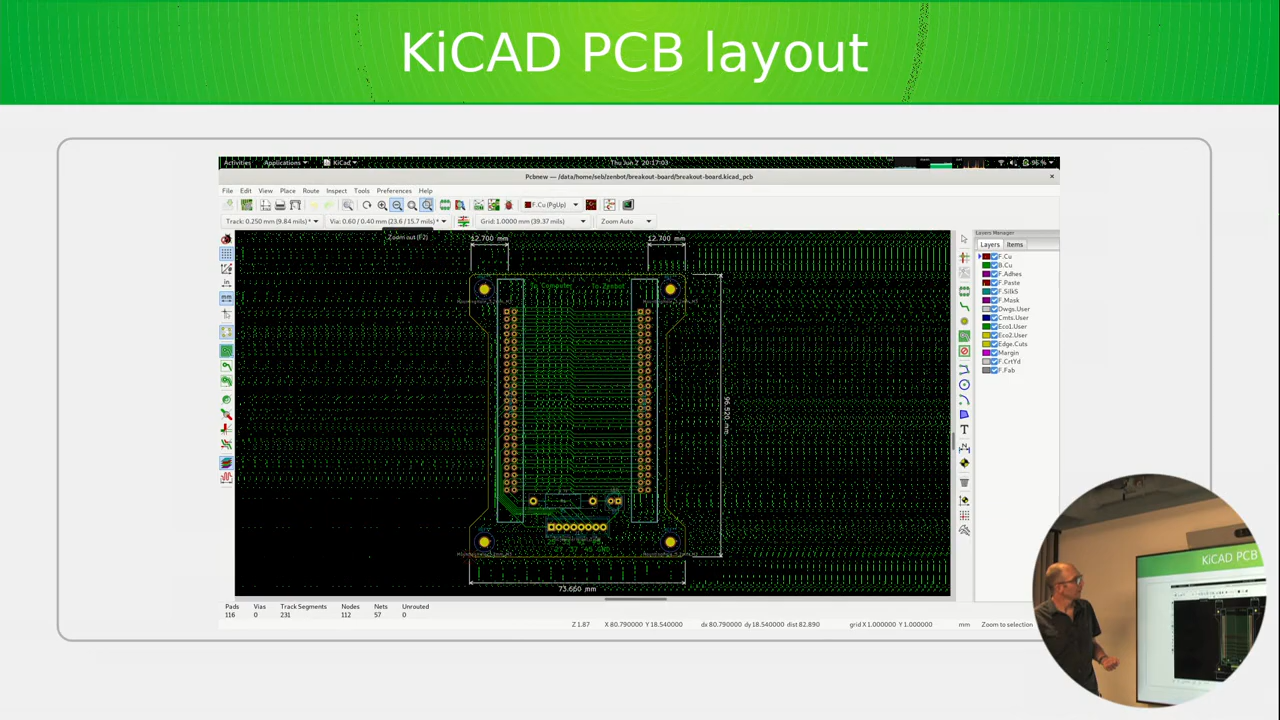 KiCAD PCB layout
Activities Applications KiCad Thu Jun 2 20:17:03 96 %
Pcbnew — /data/home/seb/zenbot/breakout-board/breakout-board.kicad_pcb
File Edit View Place Route Inspect Tools Preferences Help
F.Cu (PgUp)
Track: 0.250 mm (9.84 mils)* Via: 0.60 / 0.40 mm (23.6 / 15.7 mils)* Grid: 1.0000 mm (39.37 mils) Zoom Auto
Zoom out (F2)
Layers Manager
Layers Items
F.Cu
B.Cu
F.Adhes
F.Paste
F.SilkS
F.Mask
Dwgs.User
Cmts.User
Eco1.User
Eco2.User
Edge.Cuts
Margin
F.CrtYd
F.Fab
in
mm
12.700 mm 12.700 mm
To Computer To Zenbot
96.520 mm
73.660 mm
Pads Vias Track Segments Nodes Nets Unrouted
116 0 231 112 57 0
Z 1.87 X 80.790000 Y 18.540000 dx 80.790000 dy 18.540000 dist 82.890 grid X 1.000000 Y 1.000000 mm Zoom to selection
KiCAD PCB